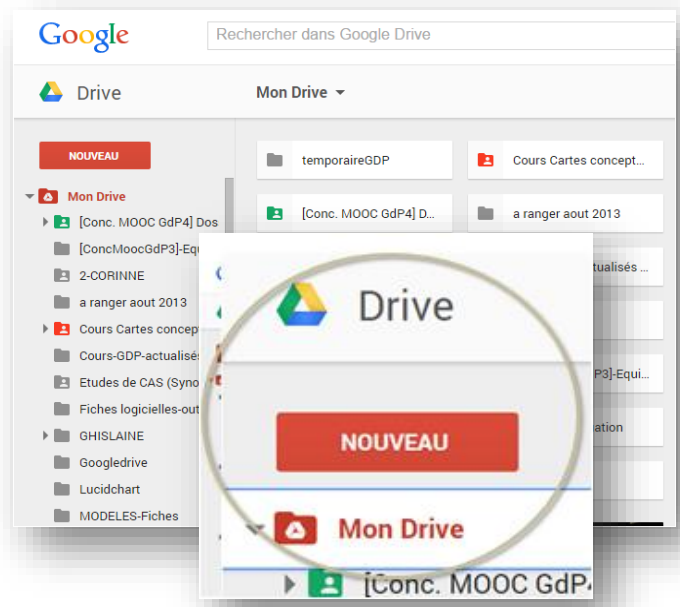 Google
Rechercher dans Google Drive
Drive
Mon Drive
NOUVEAU
Mon Drive
[Conc. MOOC GdP4] Dos
[ConcMoocGdP3]-Equ
2-CORINNE
a ranger aout 2013
Cours Cartes concep
Cours-GDP-actualisé
Etudes de CAS (Syno
Fiches logicielles-out
GHISLAINE
Googledrive
Lucidchart
MODELES-Fiches
temporaireGDP
Cours Cartes concept...
[Conc. MOOC GdP4] D...
a ranger aout 2013
tualisés ...
P3]-Equi...
ation
Drive
NOUVEAU
Mon Drive
[Conc. MOOC GdP4